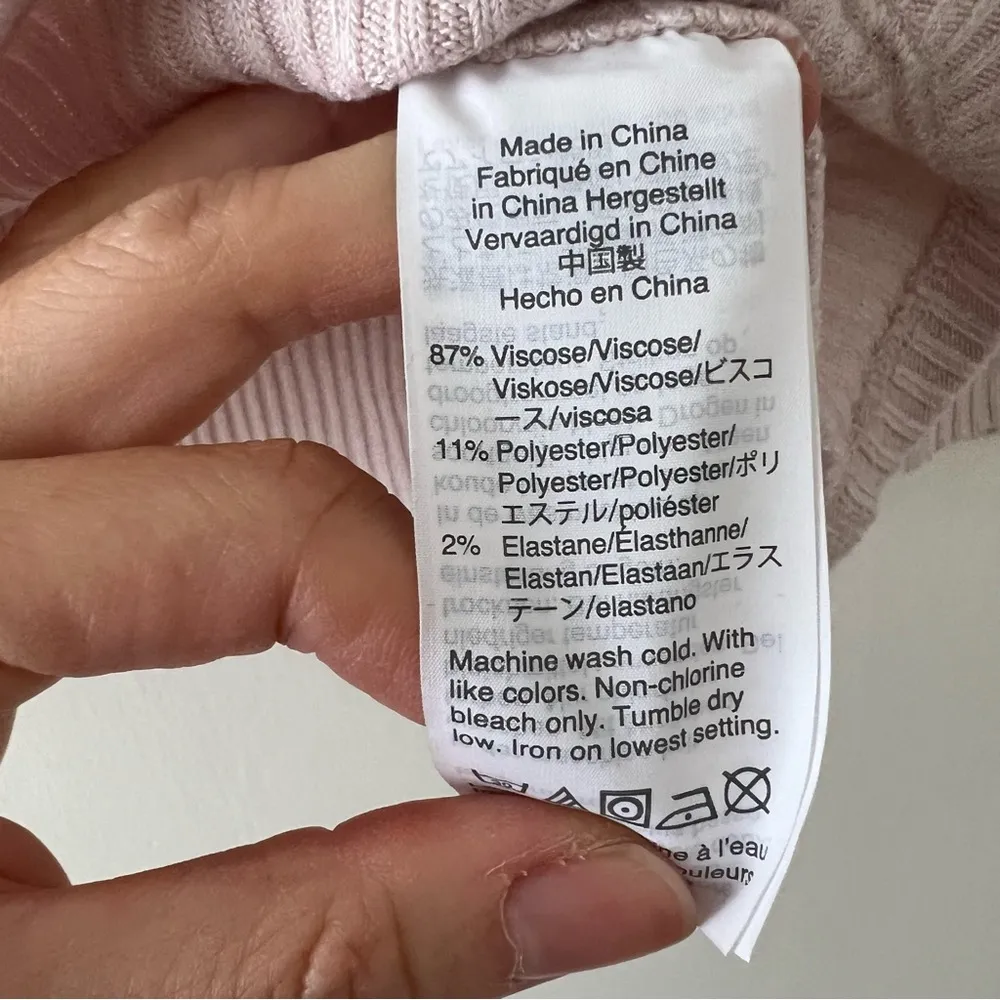 Made in China
Fabriqué en Chine
in China Hergestellt
Vervaardigd in China
中国製
Hecho en China
87% Viscose/Viscose/
Viskose/Viscose/ビスコ
ース/viscosa
11% Polyester/Polyester/
Polyester/Polyester/ポリ
エステル/poliéster
2% Elastane/Élasthanne/
Elastan/Elastaan/エラス
テーン/elastano
Machine wash cold. With
like colors. Non-chlorine
bleach only. Tumble dry
low. Iron on lowest setting.
à l'eau